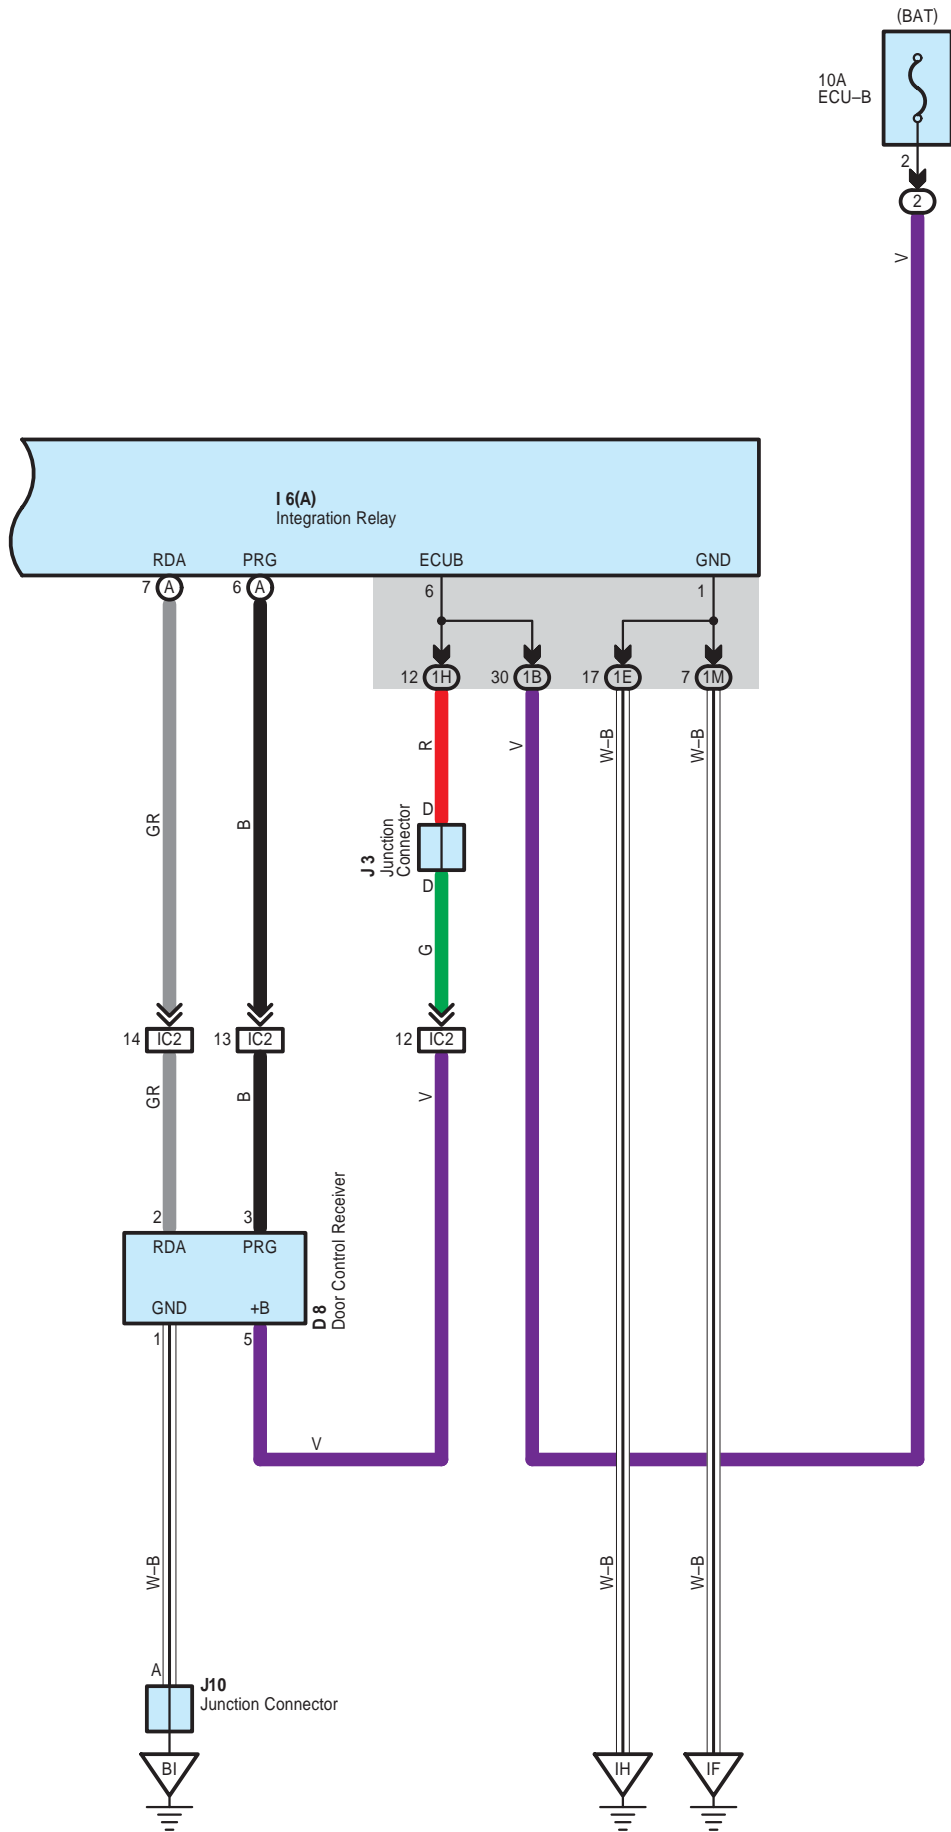 (BAT)
10A
ECU–B
2
2
V
I 6(A)
Integration Relay
RDA
PRG
ECUB
GND
7
A
6
A
6
1
12
1H
30
1B
17
1E
7
1M
R
V
W–B
W–B
D
J 3
Junction
Connector
D
GR
B
G
14
IC2
13
IC2
12
IC2
GR
B
V
2
3
RDA
PRG
GND
+B
D 8
Door Control Receiver
1
5
V
W–B
W–B
W–B
A
J10
Junction Connector
BI
IH
IF